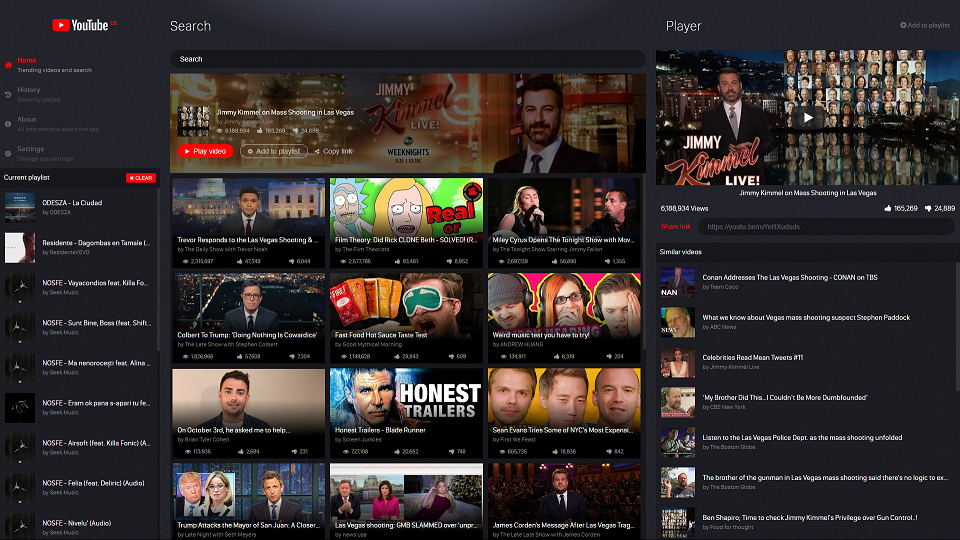 YouTube US
Home
Trending videos and search
History
Recently played
About
All informations about the app
Settings
Change app settings
Current playlist
CLEAR
ODESZA - La Ciudad
by ODESZA
Residente - Dagombas en Tamale (...
by ResidenteVEVO
NOSFE - Vayacondios feat. Killa Fo...
by Seek Music
NOSFE - Sunt Bine, Boss (feat. Shift...
by Seek Music
NOSFE - Ma nenorocești feat. Alina ...
by Seek Music
NOSFE - Eram ok pana s-apari tu fe...
by Seek Music
NOSFE - Airsoft (feat. Killa Fonic) (A...
by Seek Music
NOSFE - Felia (feat. Deliric) (Audio)
by Seek Music
NOSFE - Nivelu' (Audio)
by Seek Music
Search
Search
Jimmy Kimmel on Mass Shooting in Las Vegas
by Jimmy Kimmel Live
6,188,934 165,269 24,889
Play video
Add to playlist
Copy link
JIMMY
Kimmel
LIVE!
abc
WEEKNIGHTS
11:35 | 10:35C
Trevor Responds to the Las Vegas Shooting & ...
by The Daily Show with Trevor Noah
2,315,697 47,349 6,044
Real
or
Film Theory: Did Rick CLONE Beth - SOLVED! (R...
by The Film Theorists
2,577,786 93,481 8,952
Miley Cyrus Opens The Tonight Show with Mov...
by The Tonight Show Starring Jimmy Fallon
2,697,339 56,890 1,355
Colbert To Trump: 'Doing Nothing Is Cowardice'
by The Late Show with Stephen Colbert
1,826,966 57,608 7,304
Fast Food Hot Sauce Taste Test
by Good Mythical Morning
1,149,628 29,843 509
Weird music test you have to try!
by ANDREW HUANG
134,911 6,319 204
On October 3rd, he asked me to help...
by Brian Tyler Cohen
113,935 2,684 231
HONEST
TRAILERS
Honest Trailers - Blade Runner
by Screen Junkies
727,108 20,652 748
Sean Evans Tries Some of NYC's Most Expensi...
by First We Feast
605,735 18,936 842
Trump Attacks the Mayor of San Juan: A Closer...
by Late Night with Seth Meyers
Las Vegas shooting: GMB SLAMMED over 'unpr...
by news usa
James Corden's Message After Las Vegas Trag...
by The Late Late Show with James Corden
Player
Add to playlist
JIMMY
Kimmel
LIVE!
Jimmy Kimmel on Mass Shooting in Las Vegas
6,188,934 Views 165,269 24,889
Share link
https://youtu.be/ruYeBXudsds
Similar videos
NAN
Conan Addresses The Las Vegas Shooting - CONAN on TBS
by Team Coco
NEWS
What we know about Vegas mass shooting suspect Stephen Paddock
by ABC News
Celebrities Read Mean Tweets #11
by Jimmy Kimmel Live
'My Brother Did This...I Couldn't Be More Dumbfounded'
by CBS New York
Listen to the Las Vegas Police Dept. as the mass shooting unfolded
by The Boston Globe
The brother of the gunman in Las Vegas mass shooting said there's no logic to ex...
by The Boston Globe
Ben Shapiro; Time to check Jimmy Kimmel's Privilege over Gun Control..!
by Food for thought